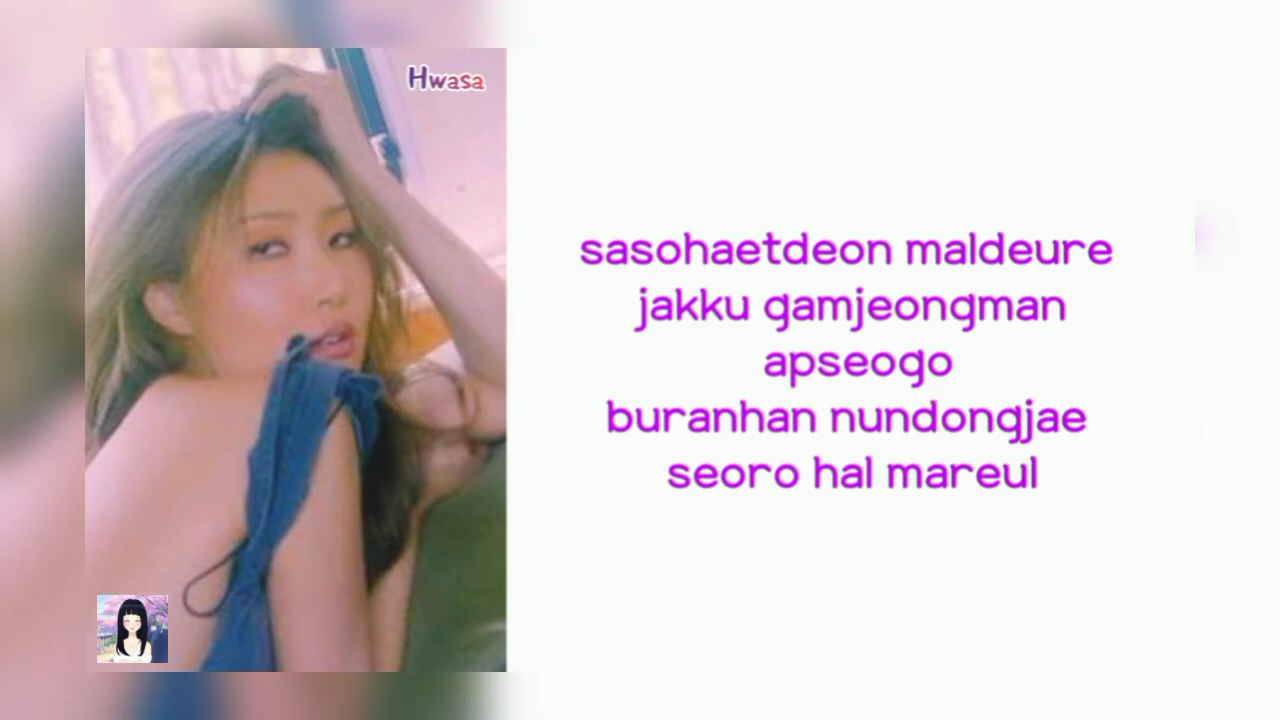 Hwasa
sasohaetdeon maldeure
jakku gamjeongman
apseogo
buranhan nundongjae
seoro hal mareul